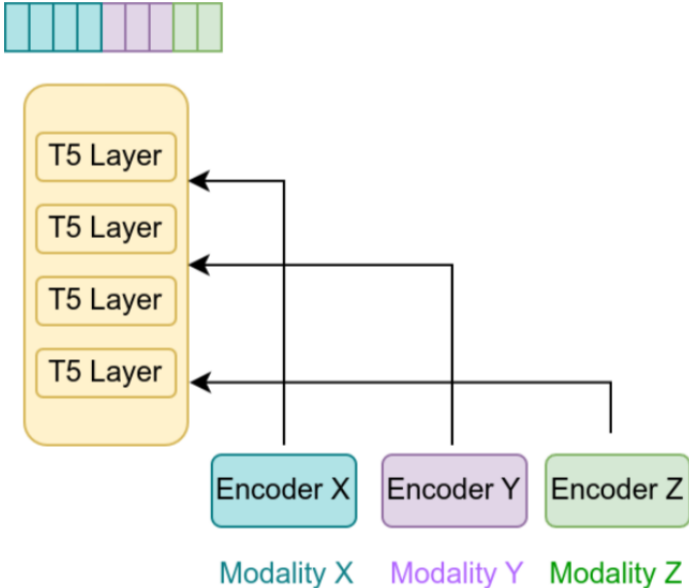 T5 Layer
T5 Layer
T5 Layer
T5 Layer
Encoder X
Encoder Y
Encoder Z
Modality X
Modality Y
Modality Z